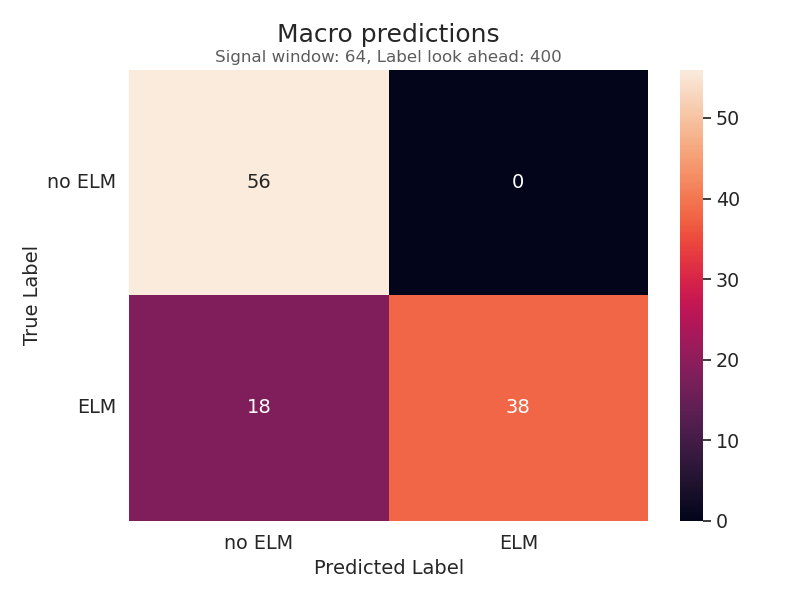 Macro predictions
Signal window: 64, Label look ahead: 400
True Label
no ELM
ELM
56
0
18
38
no ELM
ELM
Predicted Label
50
40
30
20
10
0